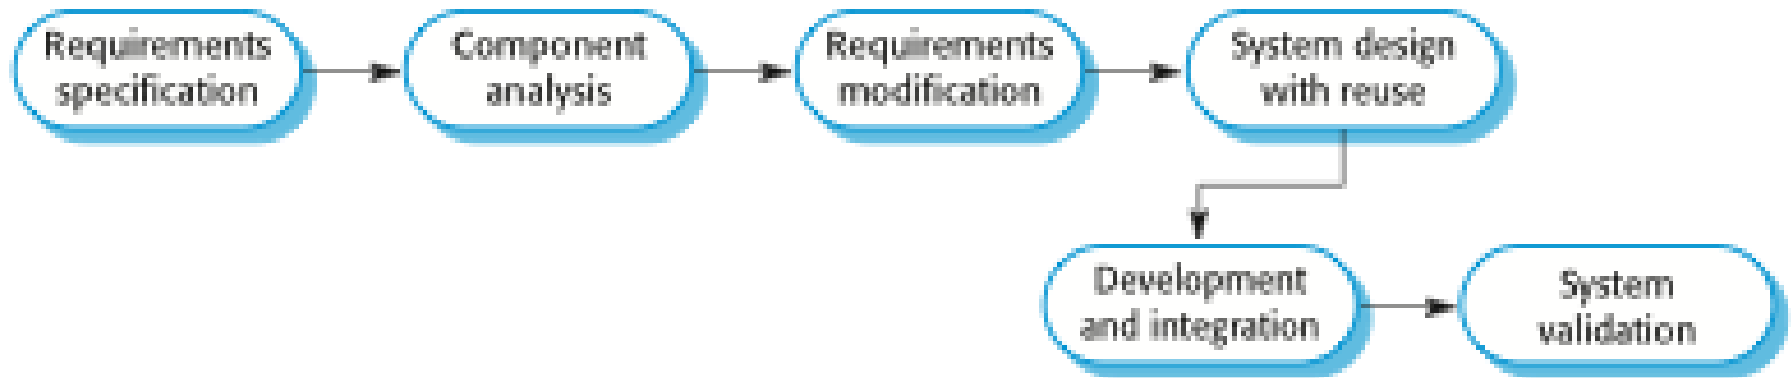 Requirements
specification
Component
analysis
Requirements
modification
System design
with reuse
Development
and integration
System
validation